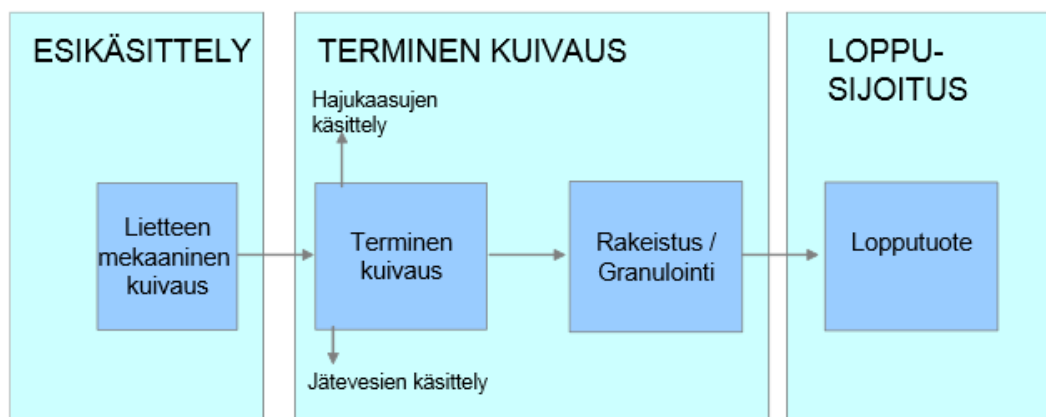 ESIKÄSITTELY
Lietteen
mekaaninen
kuivaus
TERMINEN KUIVAUS
Hajukaasujen
käsittely
Terminen
kuivaus
Jätevesien käsittely
Rakeistus /
Granulointi
LOPPU-
SIJOITUS
Lopputuote